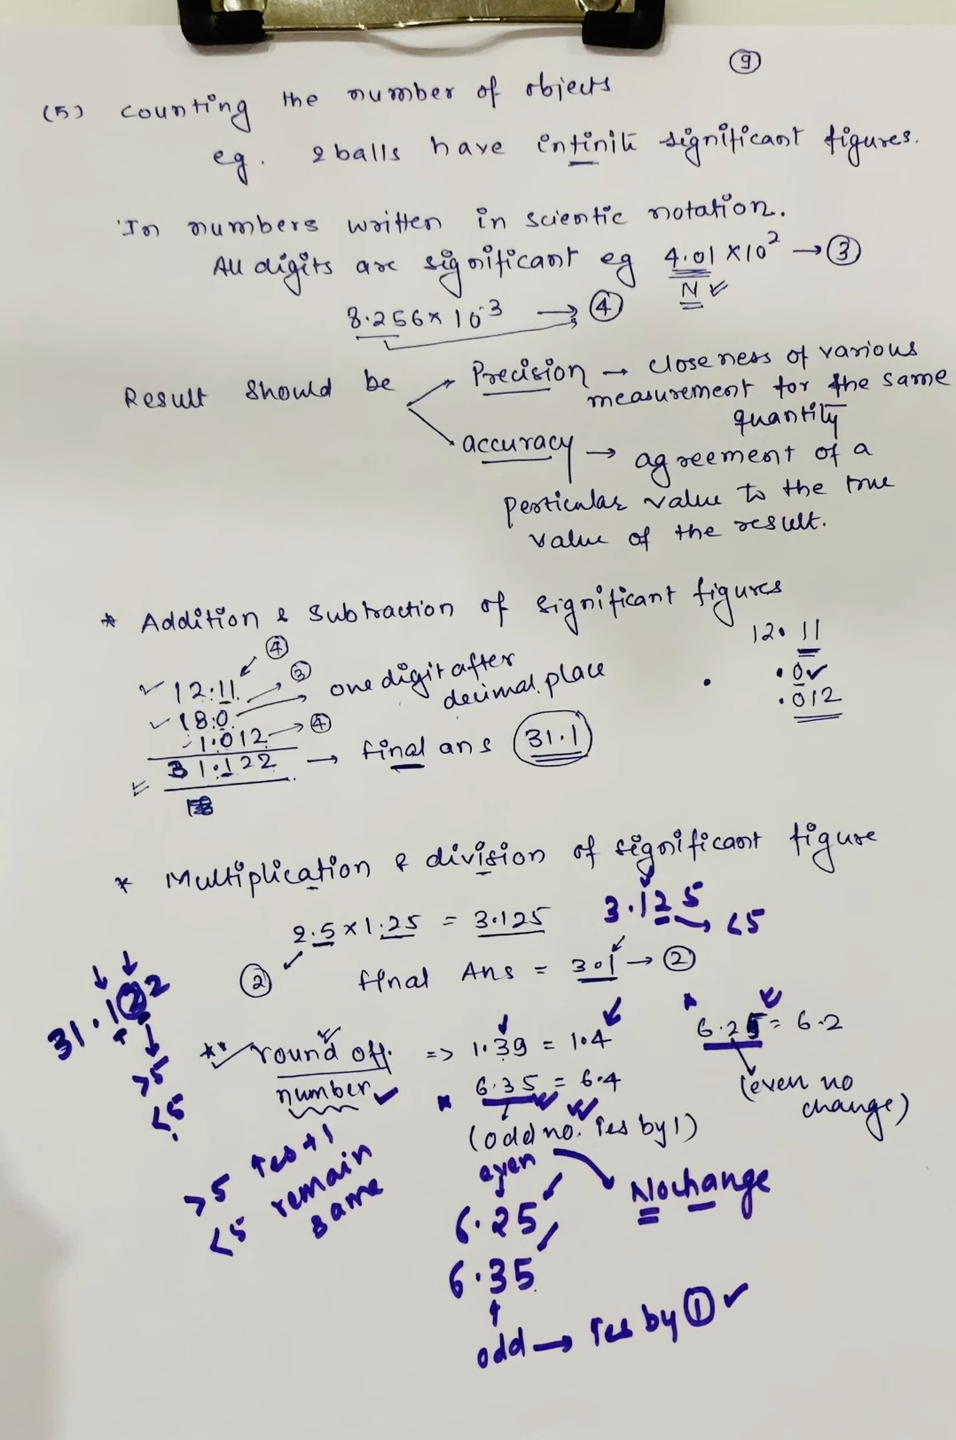 9
(5) Counting the number of objects
eg. 2 balls have infinite significant figures.
In numbers written in scientic notation.
All digits are significant eg 4.01 × 10² → 3
N ✓
8.256 × 10⁻³ → 4
Result should be
Precision → closeness of various
measurement for the same
quantity
accuracy → agreement of a
perticular value to the true
value of the result.
* Addition & Subtraction of significant figures
12.11 4
18.0 3 one digit after
decimal place
1.012 → 4
31.122 → final ans 31.1
12.11
.0 ✓
.012
* Multiplication & division of significant figure
2.5 × 1.25 = 3.125
3.125 → <5
2
final Ans = 3.1 → 2
31.122
>5
<5
** round off.
number ✓
=> 1.39 = 1.4
6.35 = 6.4
(odd no. ↑es by 1)
6.25 = 6.2
(even no
change)
>5 ↑es +1
<5 remain
same
even
6.25
No change
6.35
odd → ↑es by 1 ✓